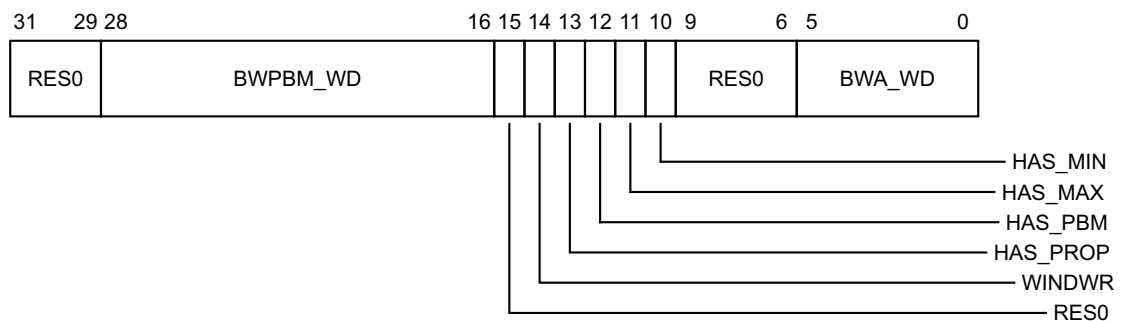 31 29 28 16 15 14 13 12 11 10 9 6 5 0
RES0 BWPBM_WD RES0 BWA_WD
HAS_MIN
HAS_MAX
HAS_PBM
HAS_PROP
WINDWR
RES0